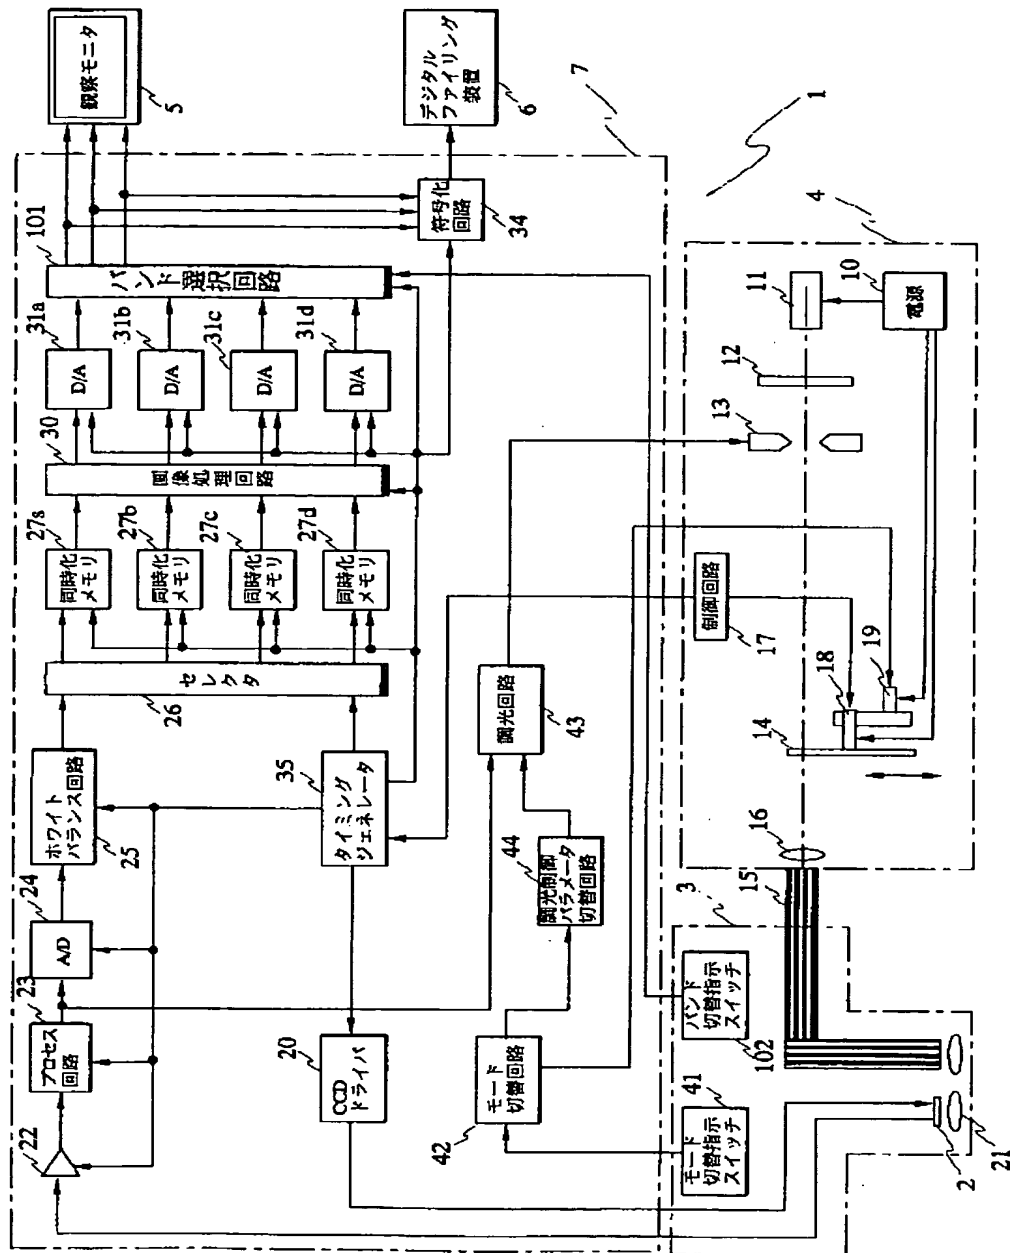 22
プロセス
回路
23
A/D
24
ホワイト
バランス回路
25
セレクタ
26
同時化
メモリ
27s
同時化
メモリ
27b
同時化
メモリ
27c
同時化
メモリ
27d
画像処理回路
30
D/A
31a
D/A
31b
D/A
31c
D/A
31d
バンド選択回路
101
観察モニタ
5
CCD
ドライバ
20
タイミング
ジェネレータ
35
符号化
回路
34
デジタル
ファイリング
装置
6
モード
切替回路
42
調光制御
パラメータ
切替回路
44
調光回路
43
7
モード
切替指示
スイッチ
41
バンド
切替指示
スイッチ
102
3
15
16
制御回路
17
14
18
19
13
12
11
電源
10
4
1
2
21